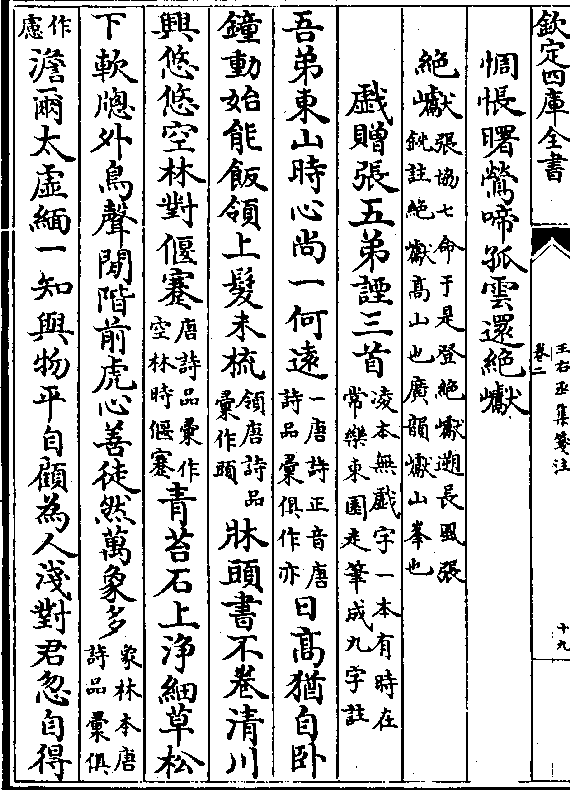 欽定四庫全書
王右丞集箋注
卷二
十九
惆悵曙鶯啼孤雲還絕巘
絕巘張協七命于是登絕巘遡長風張
銑註絕巘高山也廣韻巘山峯也
戲贈張五弟諲三首凌本無戲字一本有時在
常樂東園走筆成九字註
吾弟東山時心尚一何遠一唐詩正音唐
詩品彙俱作亦日髙猶自卧
鐘動始能飯領上髮未梳領唐詩品
彙作頭牀頭書不卷清川
興悠悠空林對偃蹇唐詩品彙作
空林時偃蹇青苔石上淨細草松
下軟牕外鳥聲閒階前虎心善徒然萬象多象林本唐
詩品彙俱
作
慮澹爾太虛緬一知與物平自顧為人淺對君忽自得